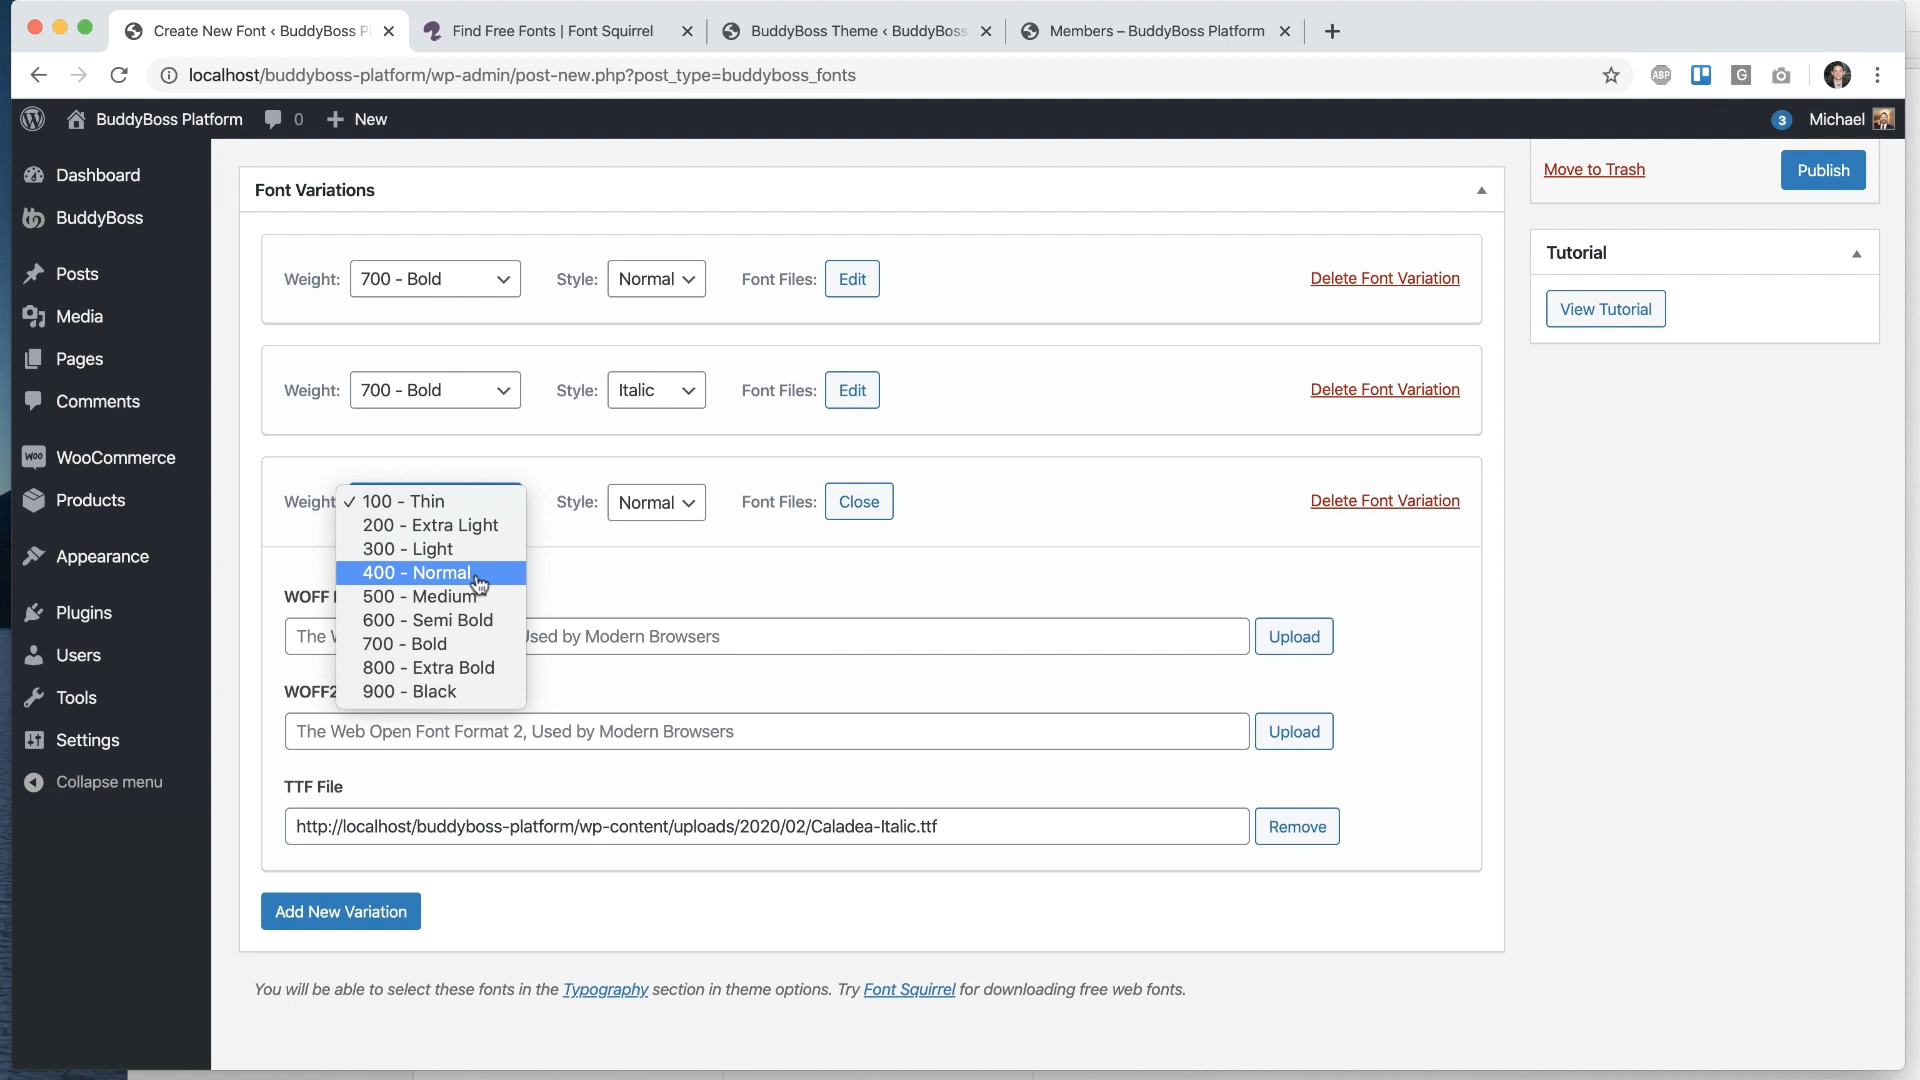 Create New Font ‹ BuddyBoss P
Find Free Fonts | Font Squirrel
BuddyBoss Theme ‹ BuddyBoss
Members – BuddyBoss Platform
localhost/buddyboss-platform/wp-admin/post-new.php?post_type=buddyboss_fonts
ABP
G
BuddyBoss Platform
0
New
3
Michael
Dashboard
BuddyBoss
Posts
Media
Pages
Comments
WOO
WooCommerce
Products
Appearance
Plugins
Users
Tools
Settings
Collapse menu
Font Variations
Weight: 700 - Bold Style: Normal Font Files: Edit Delete Font Variation
Weight: 700 - Bold Style: Italic Font Files: Edit Delete Font Variation
Weight Style: Normal Font Files: Close Delete Font Variation
✓ 100 - Thin
200 - Extra Light
300 - Light
400 - Normal
500 - Medium
600 - Semi Bold
700 - Bold
800 - Extra Bold
900 - Black
WOFF
The Used by Modern Browsers Upload
WOFF2
The Web Open Font Format 2, Used by Modern Browsers Upload
TTF File
http://localhost/buddyboss-platform/wp-content/uploads/2020/02/Caladea-Italic.ttf Remove
Add New Variation
You will be able to select these fonts in the Typography section in theme options. Try Font Squirrel for downloading free web fonts.
Move to Trash
Publish
Tutorial
View Tutorial